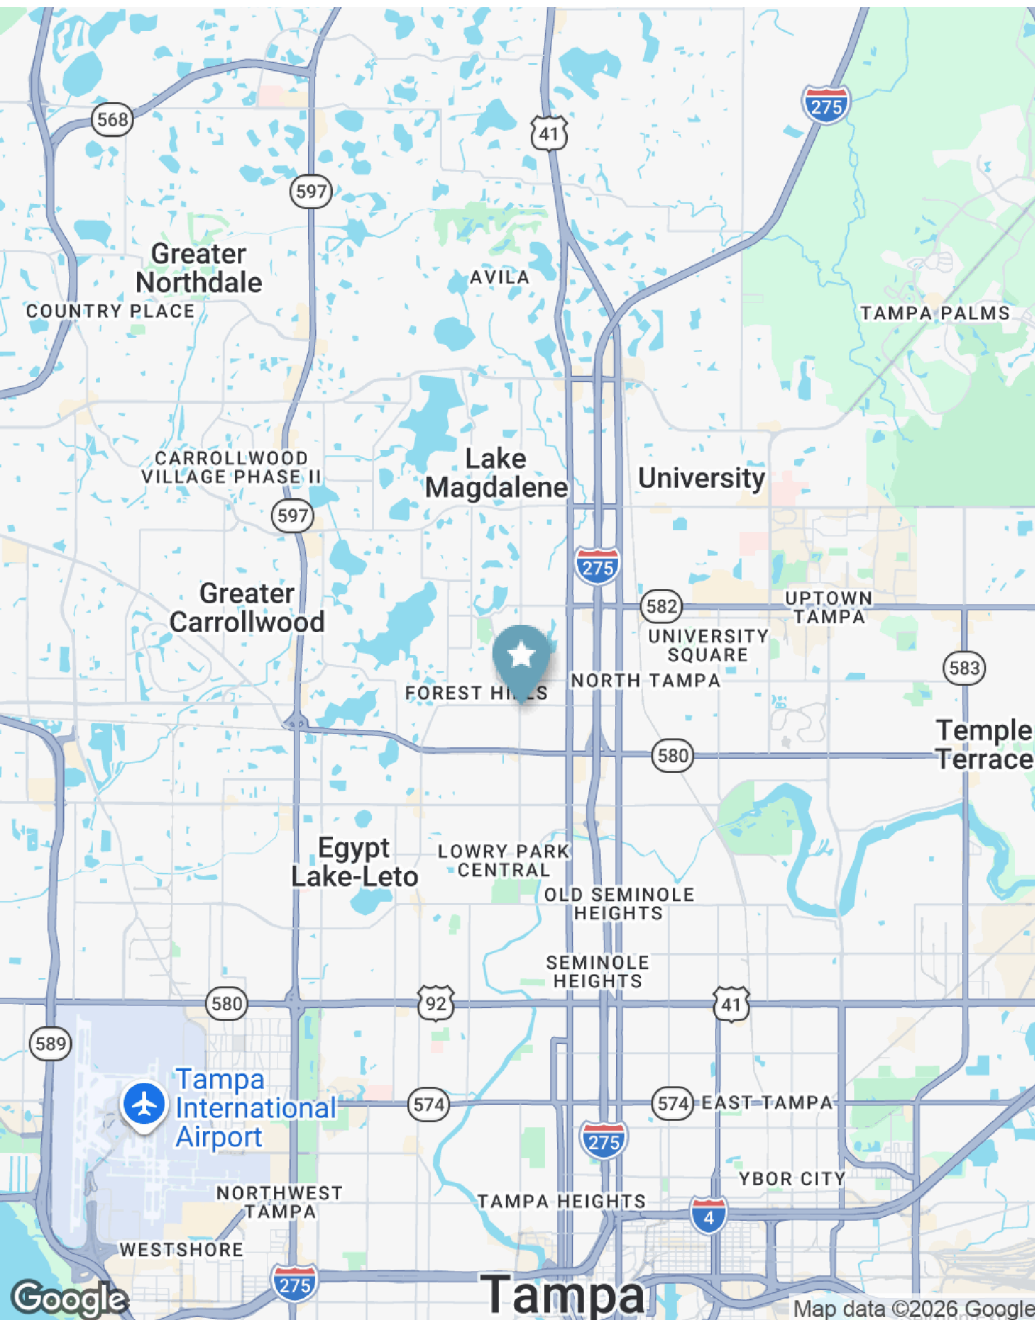 275
568
41
597
Greater
Northdale
AVILA
COUNTRY PLACE
TAMPA PALMS
CARROLLWOOD
VILLAGE PHASE II
Lake
Magdalene
University
597
275
Greater
Carrollwood
582
UPTOWN
TAMPA
UNIVERSITY
SQUARE
583
NORTH TAMPA
FOREST HILLS
Temple
Terrace
580
Egypt
Lake-Leto
LOWRY PARK
CENTRAL
OLD SEMINOLE
HEIGHTS
SEMINOLE
HEIGHTS
580
92
41
589
Tampa
International
Airport
574
574
EAST TAMPA
275
YBOR CITY
NORTHWEST
TAMPA
TAMPA HEIGHTS
4
WESTSHORE
275
Tampa
Google
Map data ©2026 Google